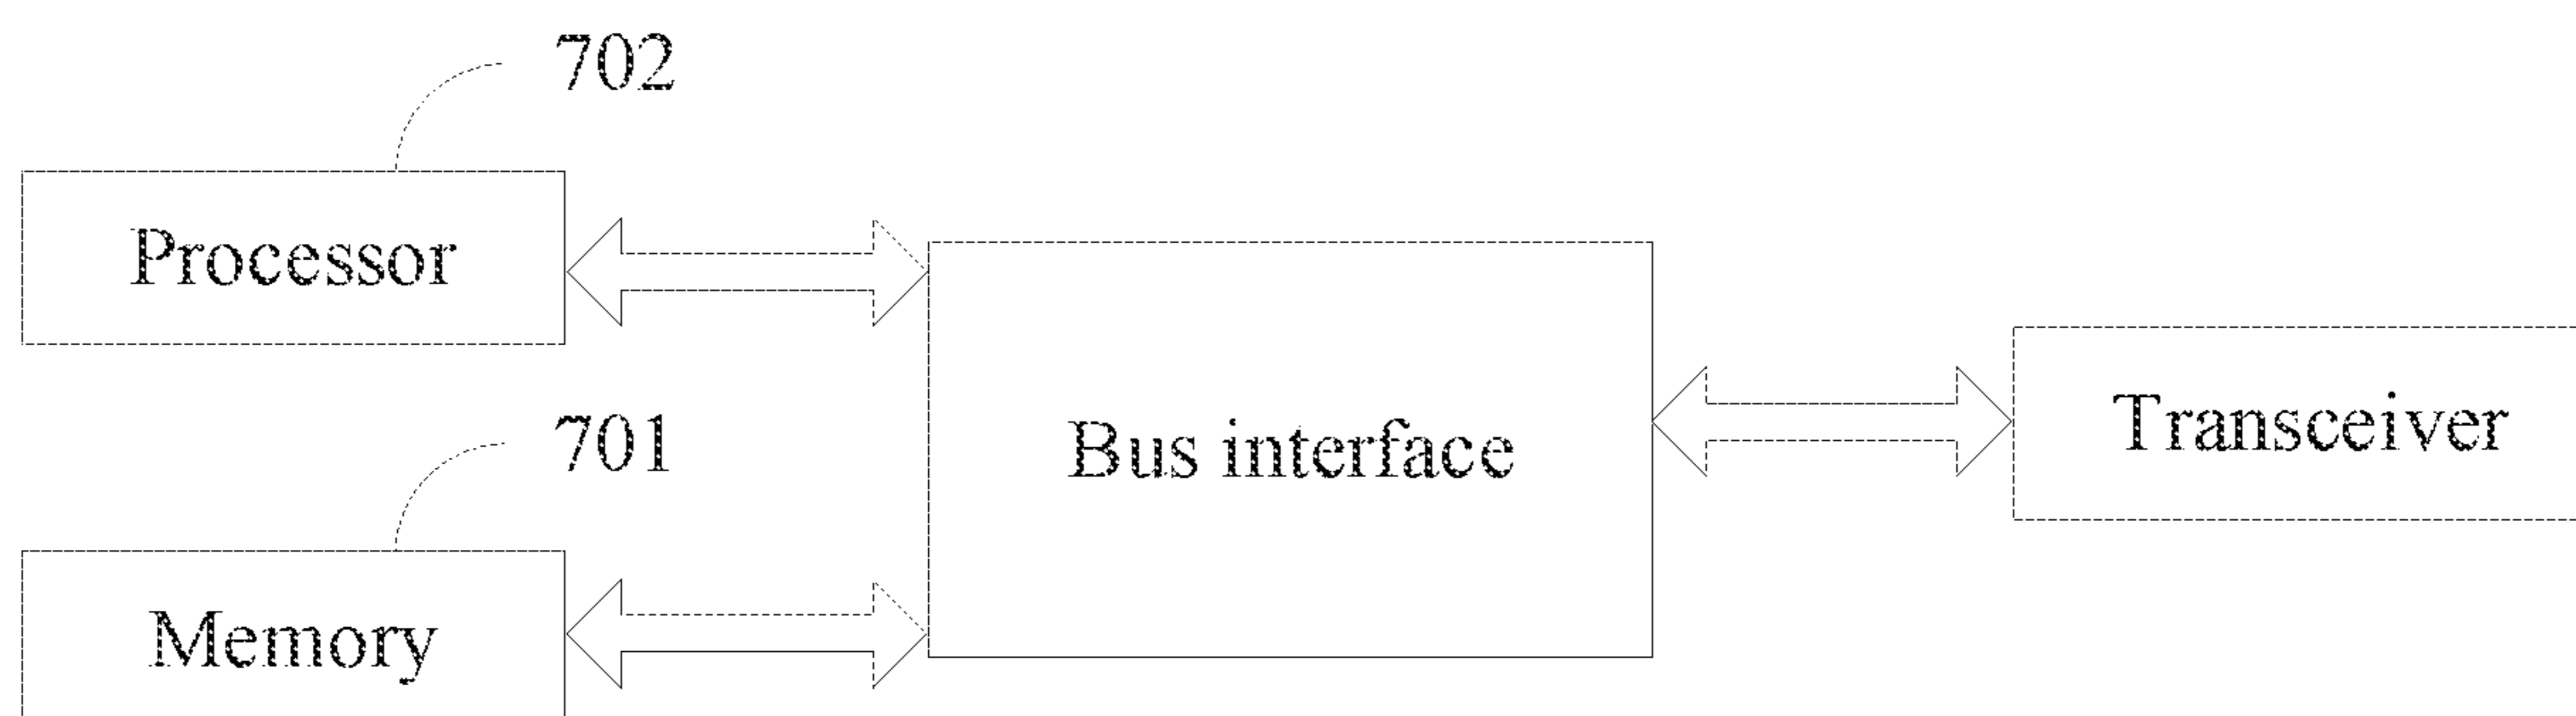 702
Processor
701
Memory
Bus interface
Transceiver